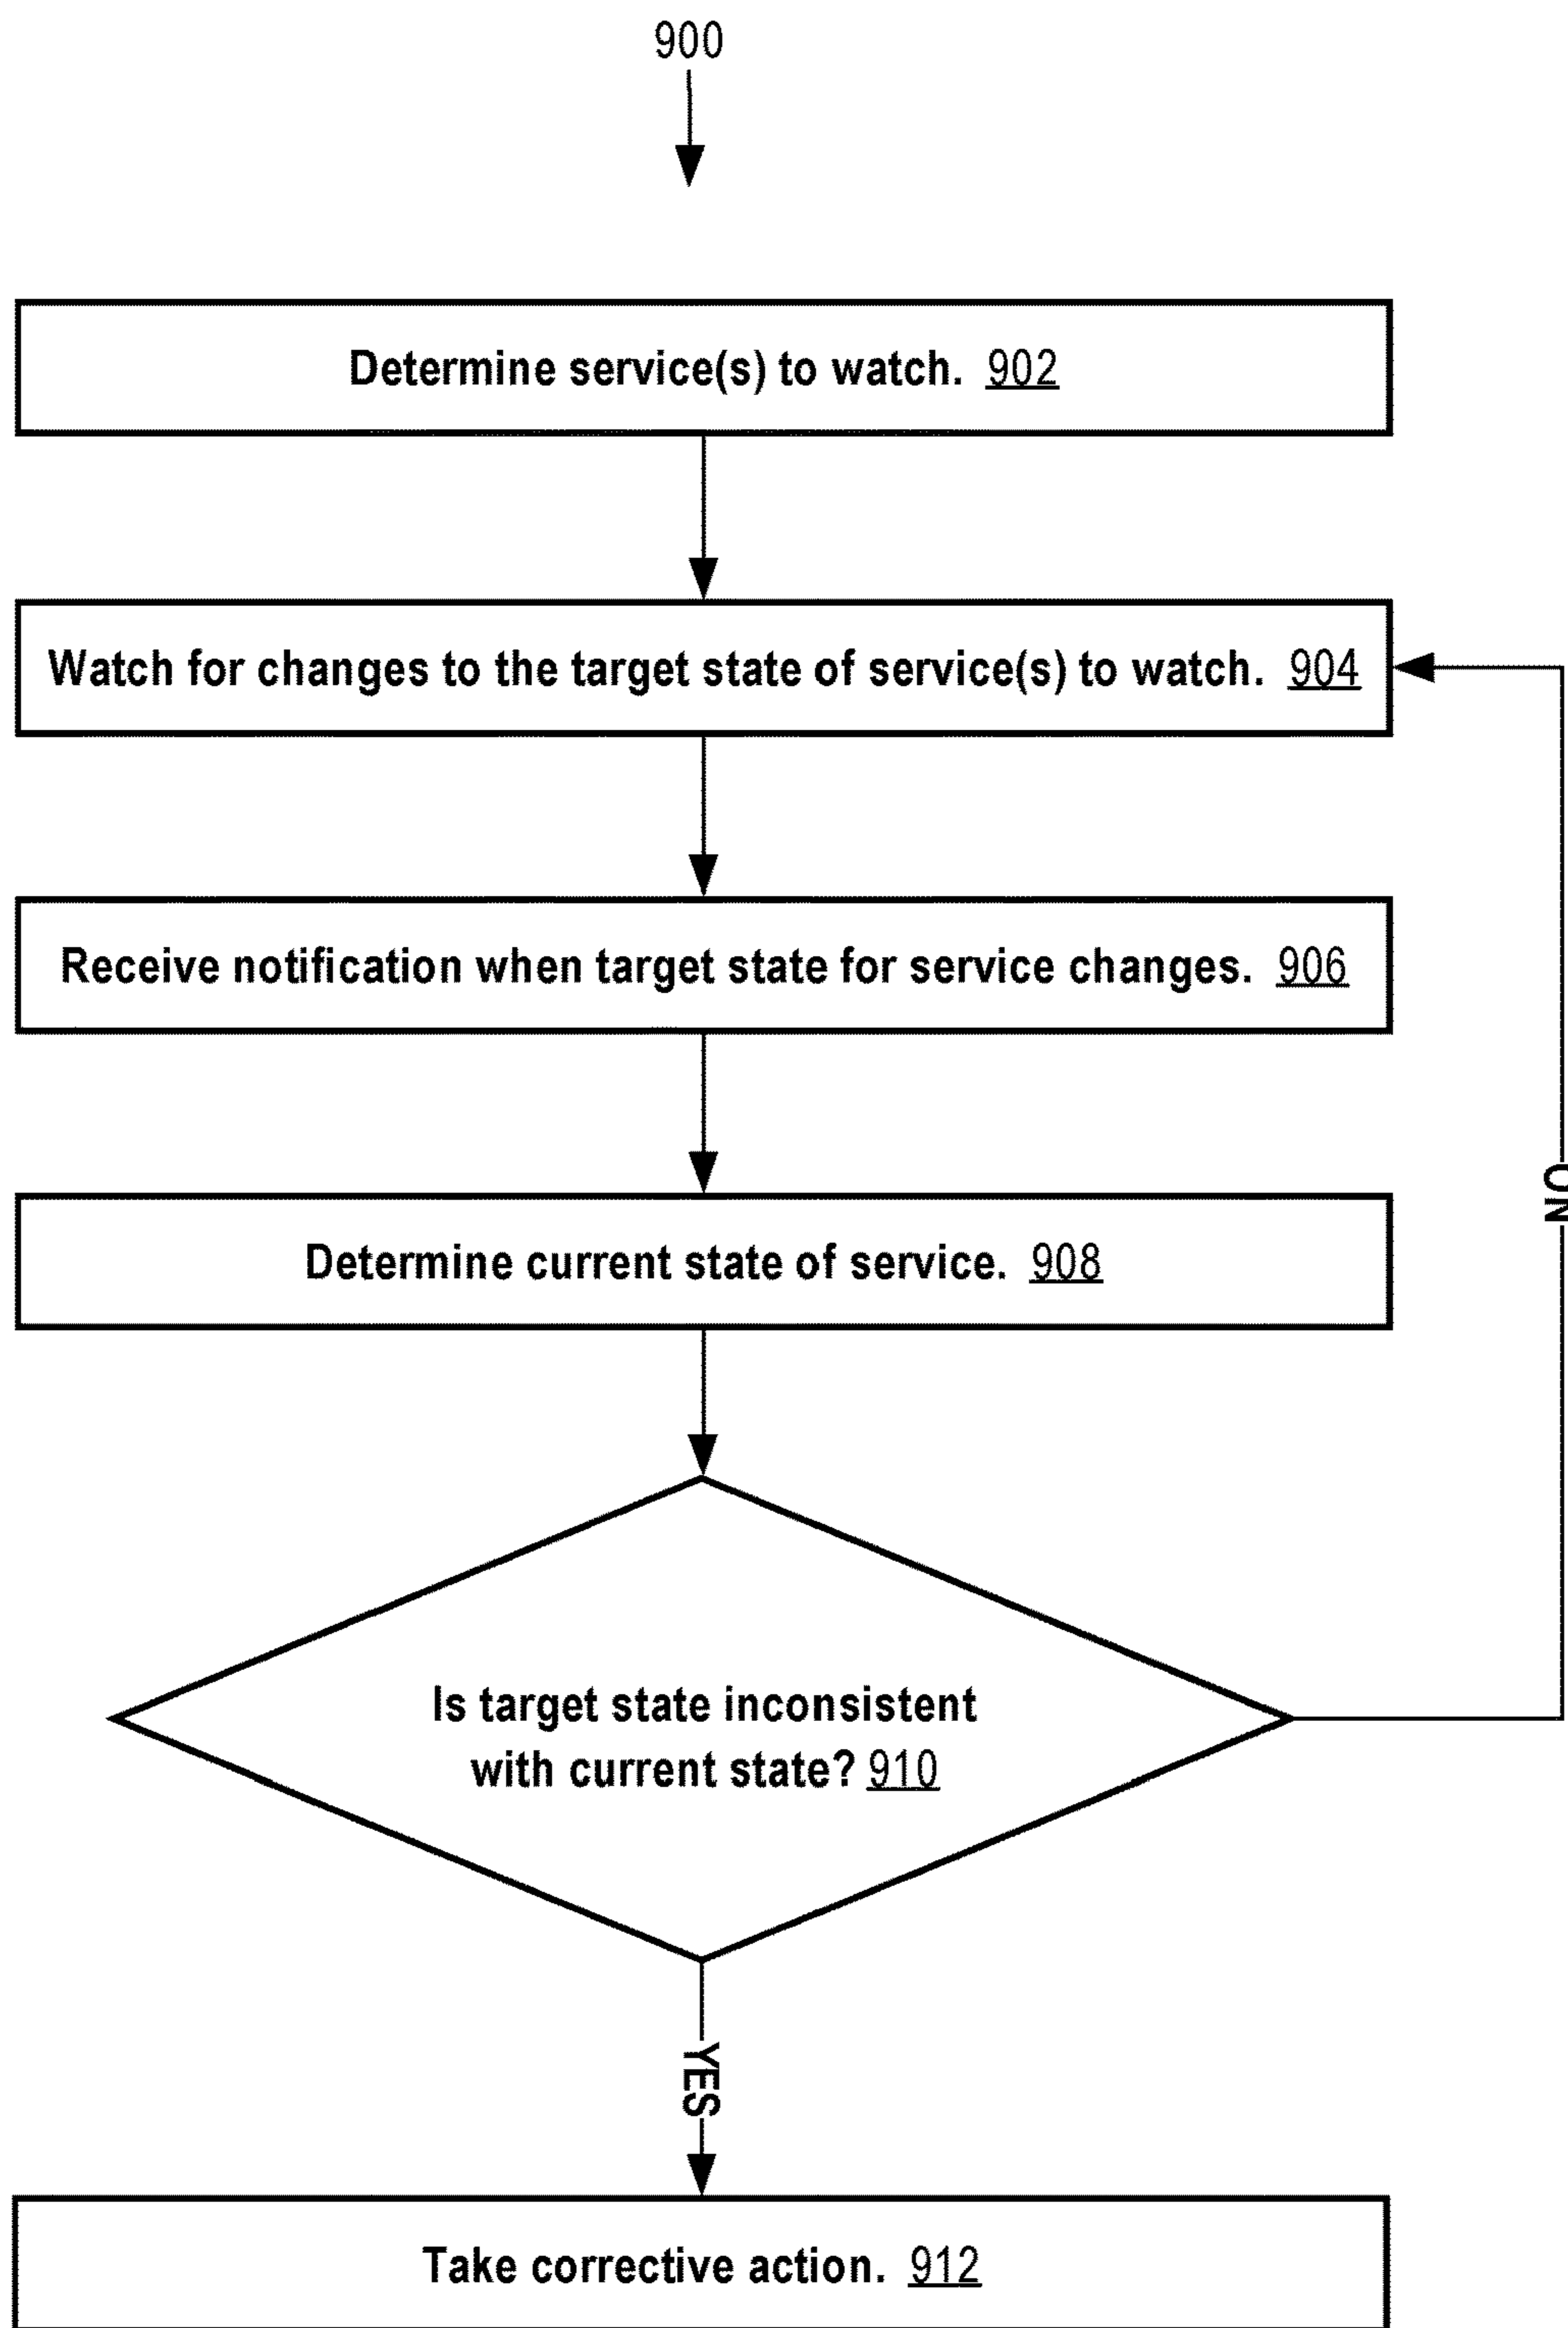 900
Determine service(s) to watch. 902
Watch for changes to the target state of service(s) to watch. 904
Receive notification when target state for service changes. 906
Determine current state of service. 908
NO
Is target state inconsistent
with current state? 910
YES
Take corrective action. 912